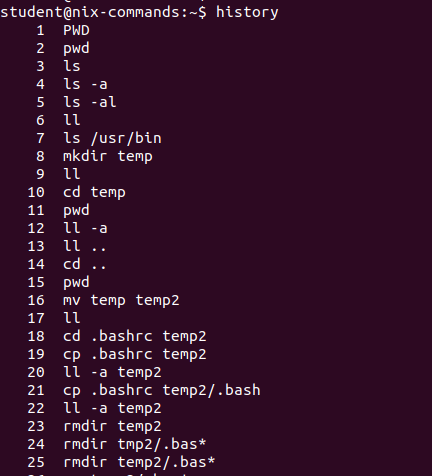 student@nix-commands:~$ history
1 PWD
2 pwd
3 ls
4 ls -a
5 ls -al
6 ll
7 ls /usr/bin
8 mkdir temp
9 ll
10 cd temp
11 pwd
12 ll -a
13 ll ..
14 cd ..
15 pwd
16 mv temp temp2
17 ll
18 cd .bashrc temp2
19 cp .bashrc temp2
20 ll -a temp2
21 cp .bashrc temp2/.bash
22 ll -a temp2
23 rmdir temp2
24 rmdir tmp2/.bas*
25 rmdir temp2/.bas*